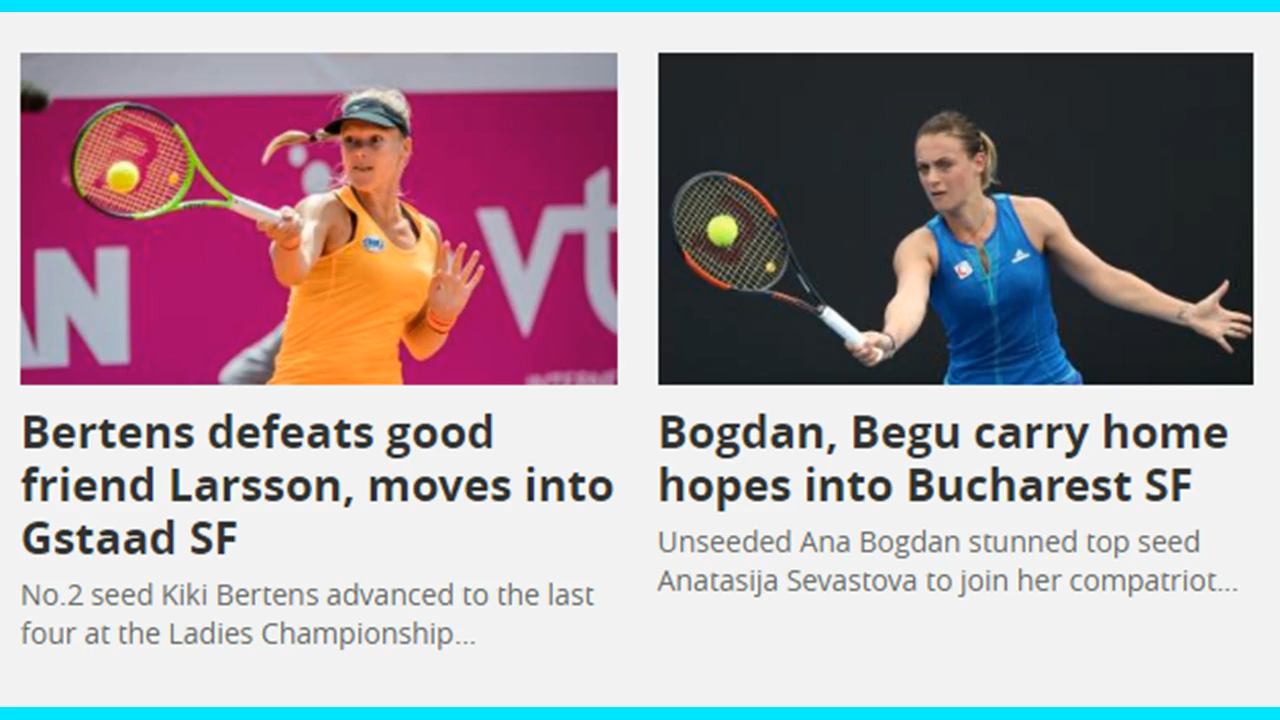 AN
vt
Bertens defeats good
friend Larsson, moves into
Gstaad SF
No.2 seed Kiki Bertens advanced to the last
four at the Ladies Championship...
Bogdan, Begu carry home
hopes into Bucharest SF
Unseeded Ana Bogdan stunned top seed
Anatasija Sevastova to join her compatriot...